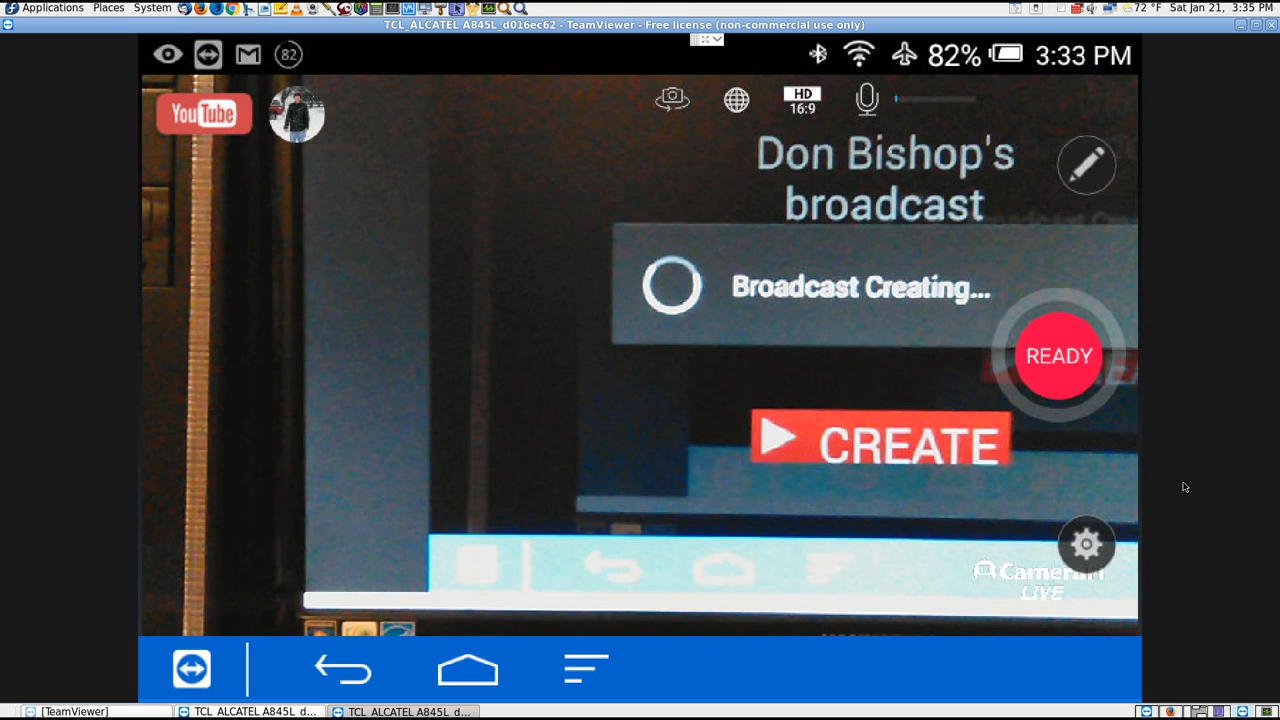 Applications Places System
72 °F Sat Jan 21, 3:35 PM
TCL_ALCATEL A845L_d016ec62 - TeamViewer - Free license (non-commercial use only)
82
82% 3:33 PM
YouTube
HD
16:9
Don Bishop's
broadcast
Broadcast Creating...
READY
CREATE
CameraFi
LIVE
[TeamViewer]
TCL_ALCATEL A845L_d...
TCL_ALCATEL A845L_d...